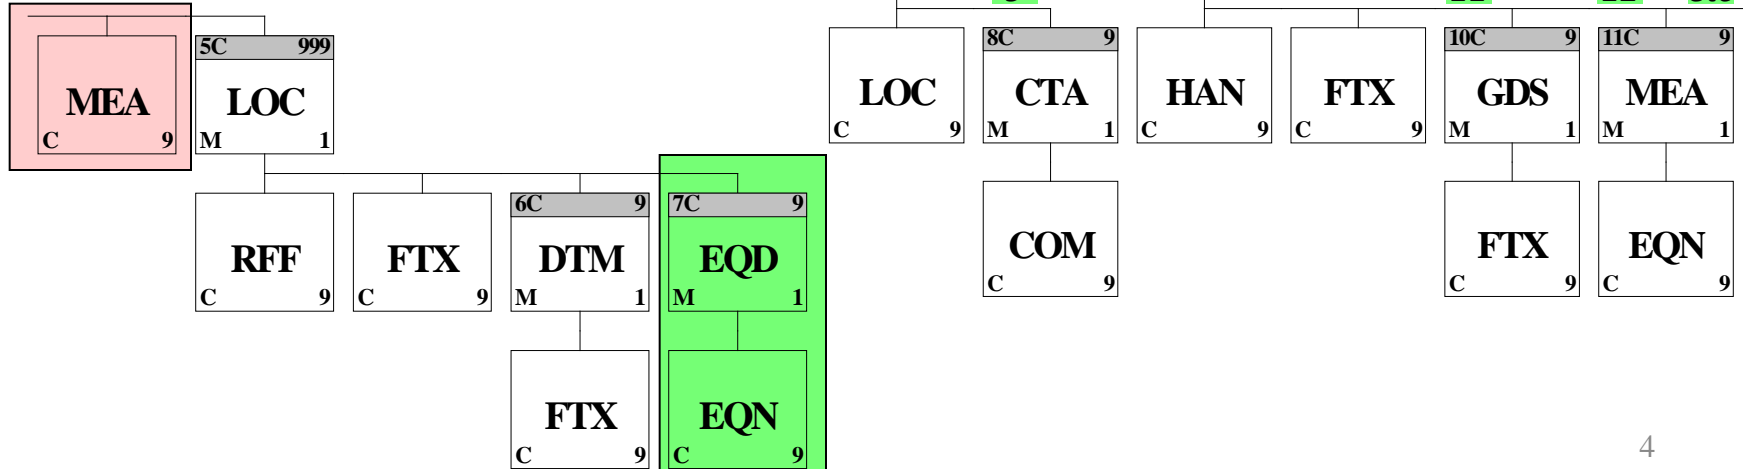 5C 999
8C 9
10C 9
11C 9
MEA
LOC
LOC
CTA
HAN
FTX
GDS
MEA
C 9
M 1
C 9
M 1
C 9
C 9
M 1
M 1
6C 9
7C 9
RFF
FTX
DTM
EQD
COM
FTX
EQN
C 9
C 9
M 1
M 1
C 9
C 9
C 9
FTX
EQN
C 9
C 9
4